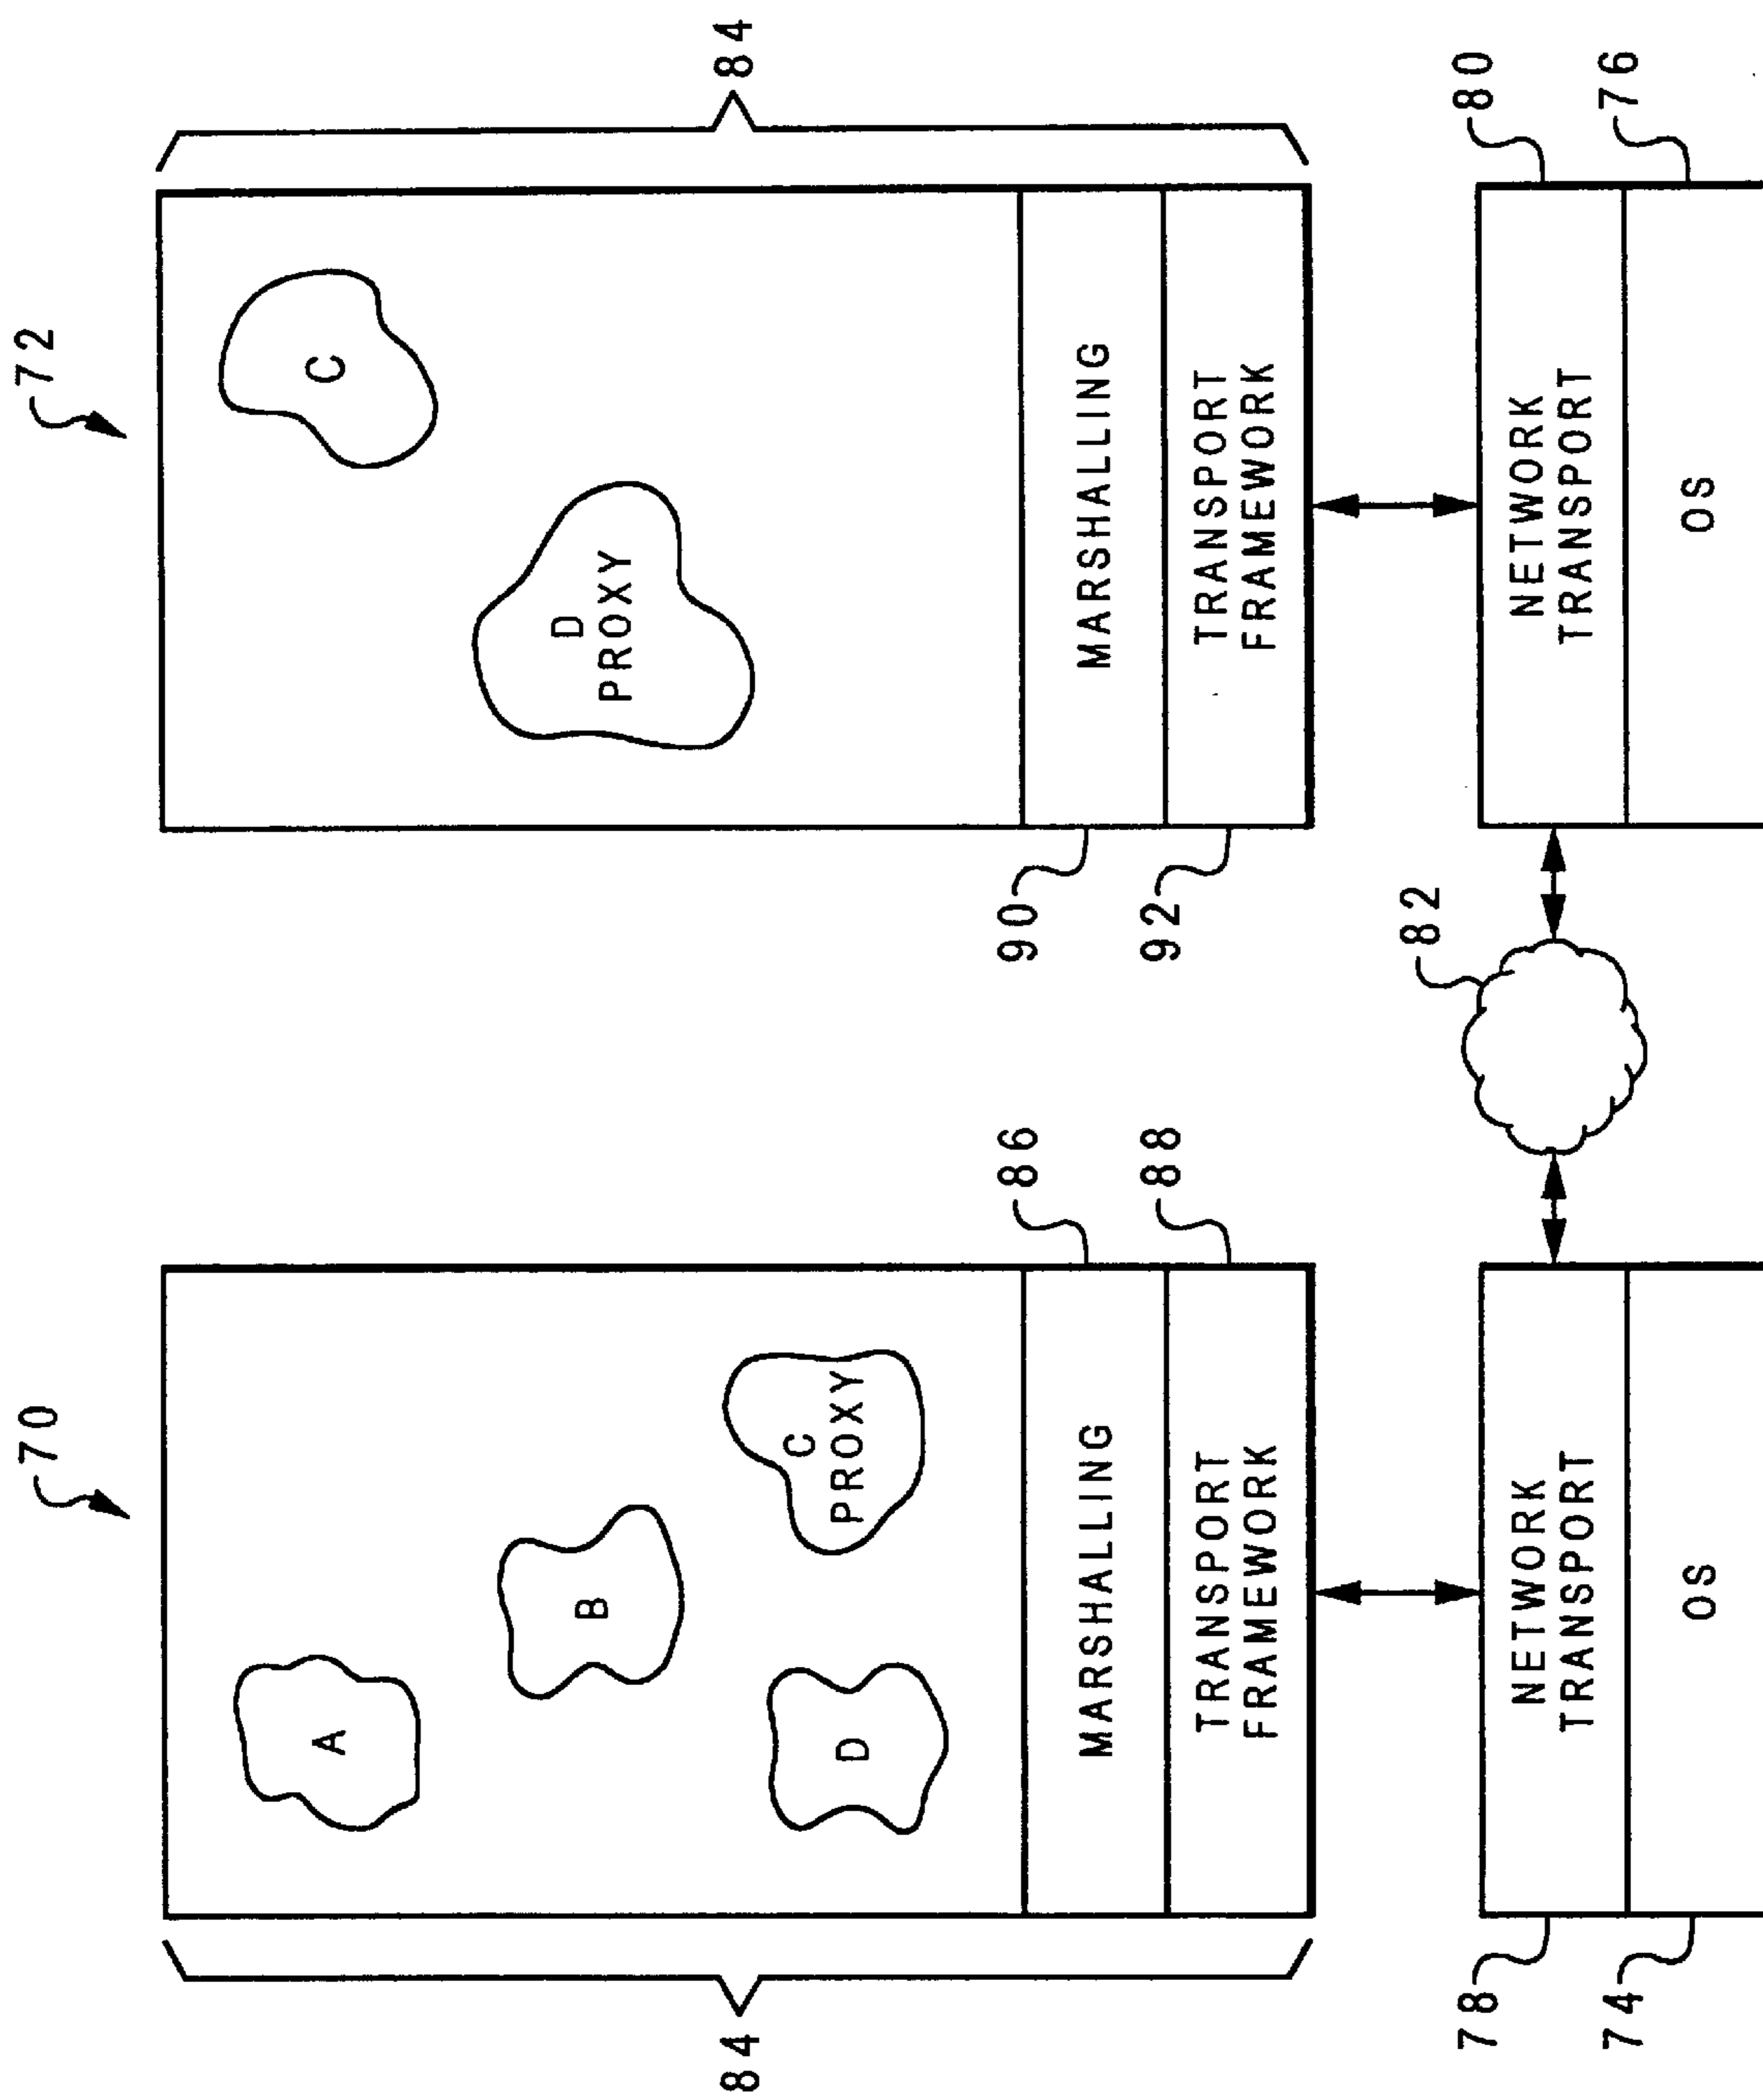 70
72
A
B
C
PROXY
D
C
D
PROXY
84
84
MARSHALLING
86
TRANSPORT
FRAMEWORK
88
90
MARSHALLING
92
TRANSPORT
FRAMEWORK
82
78
NETWORK
TRANSPORT
74
OS
NETWORK
TRANSPORT
80
OS
76